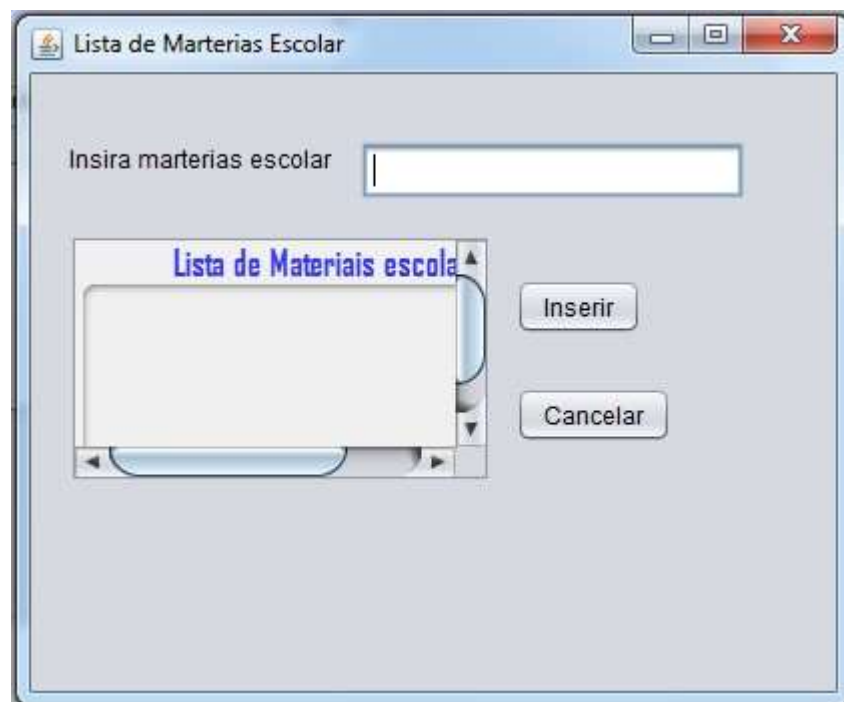 Lista de Marterias Escolar
Insira marterias escolar
Lista de Materiais escola
Inserir
Cancelar